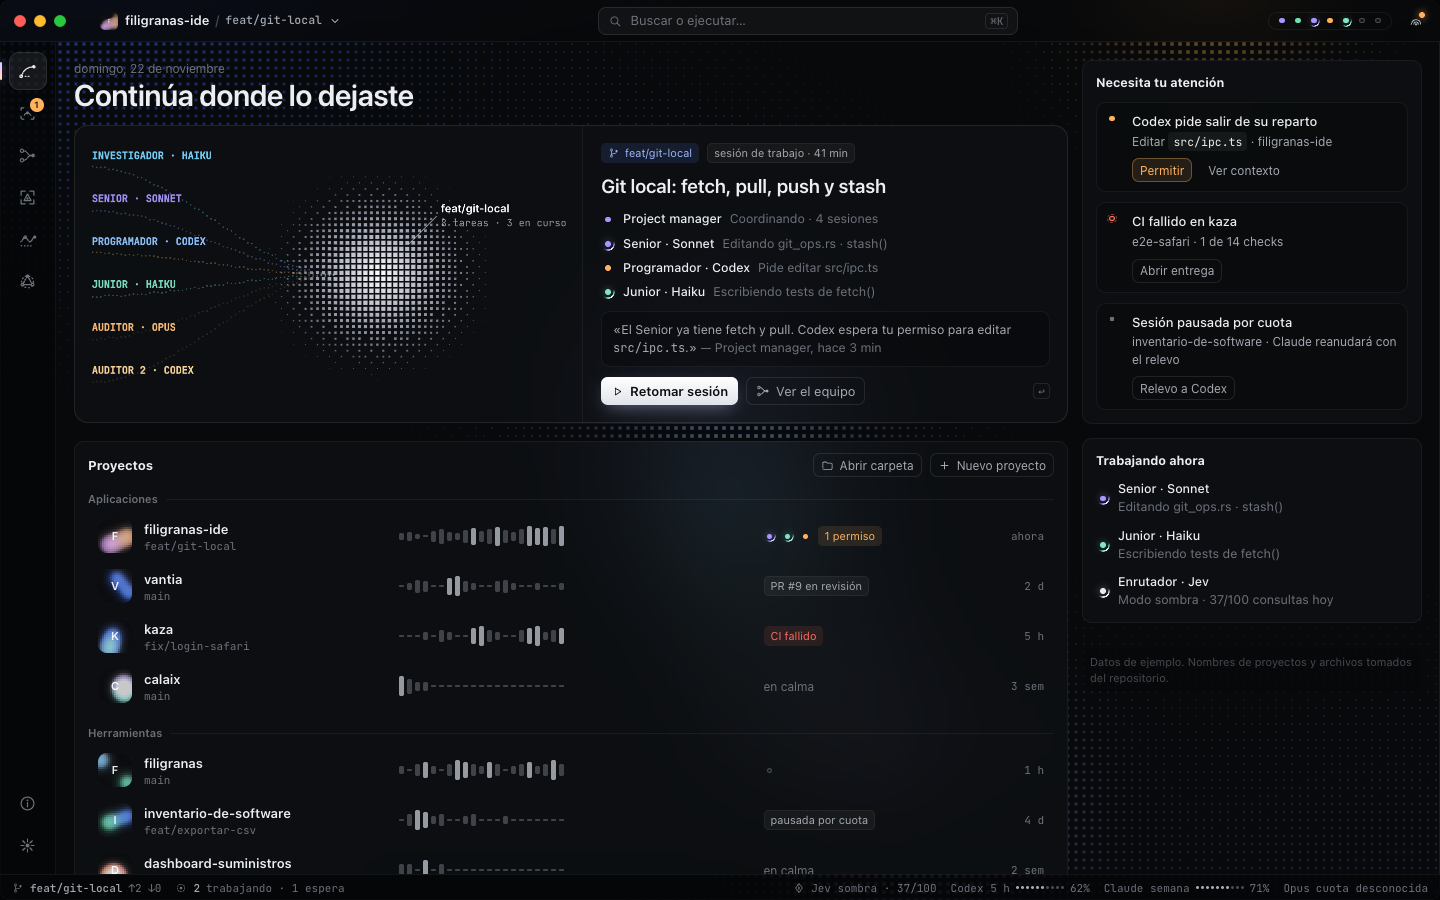 filigranas-ide / feat/git-local
Buscar o ejecutar...
⌘K
domingo, 22 de noviembre
Continúa donde lo dejaste
1
INVESTIGADOR · HAIKU
SENIOR · SONNET
PROGRAMADOR · CODEX
JUNIOR · HAIKU
AUDITOR · OPUS
AUDITOR 2 · CODEX
feat/git-local
8 tareas · 3 en curso
feat/git-local
sesión de trabajo · 41 min
Git local: fetch, pull, push y stash
Project manager Coordinando · 4 sesiones
Senior · Sonnet Editando git_ops.rs · stash()
Programador · Codex Pide editar src/ipc.ts
Junior · Haiku Escribiendo tests de fetch()
«El Senior ya tiene fetch y pull. Codex espera tu permiso para editar
src/ipc.ts.» — Project manager, hace 3 min
Retomar sesión
Ver el equipo
Necesita tu atención
Codex pide salir de su reparto
Editar src/ipc.ts · filigranas-ide
Permitir
Ver contexto
CI fallido en kaza
e2e-safari · 1 de 14 checks
Abrir entrega
Sesión pausada por cuota
inventario-de-software · Claude reanudará con
el relevo
Relevo a Codex
Proyectos
Abrir carpeta
Nuevo proyecto
Aplicaciones
F
filigranas-ide
feat/git-local
1 permiso
ahora
V
vantia
main
PR #9 en revisión
2 d
K
kaza
fix/login-safari
CI fallido
5 h
C
calaix
main
en calma
3 sem
Herramientas
F
filigranas
main
1 h
I
inventario-de-software
feat/exportar-csv
pausada por cuota
4 d
dashboard-suministros
en calma
2 sem
Trabajando ahora
Senior · Sonnet
Editando git_ops.rs · stash()
Junior · Haiku
Escribiendo tests de fetch()
Enrutador · Jev
Modo sombra · 37/100 consultas hoy
Datos de ejemplo. Nombres de proyectos y archivos tomados
del repositorio.
feat/git-local ↑2 ↓0 2 trabajando · 1 espera
Jev sombra · 37/100 Codex 5 h 62% Claude semana 71% Opus cuota desconocida